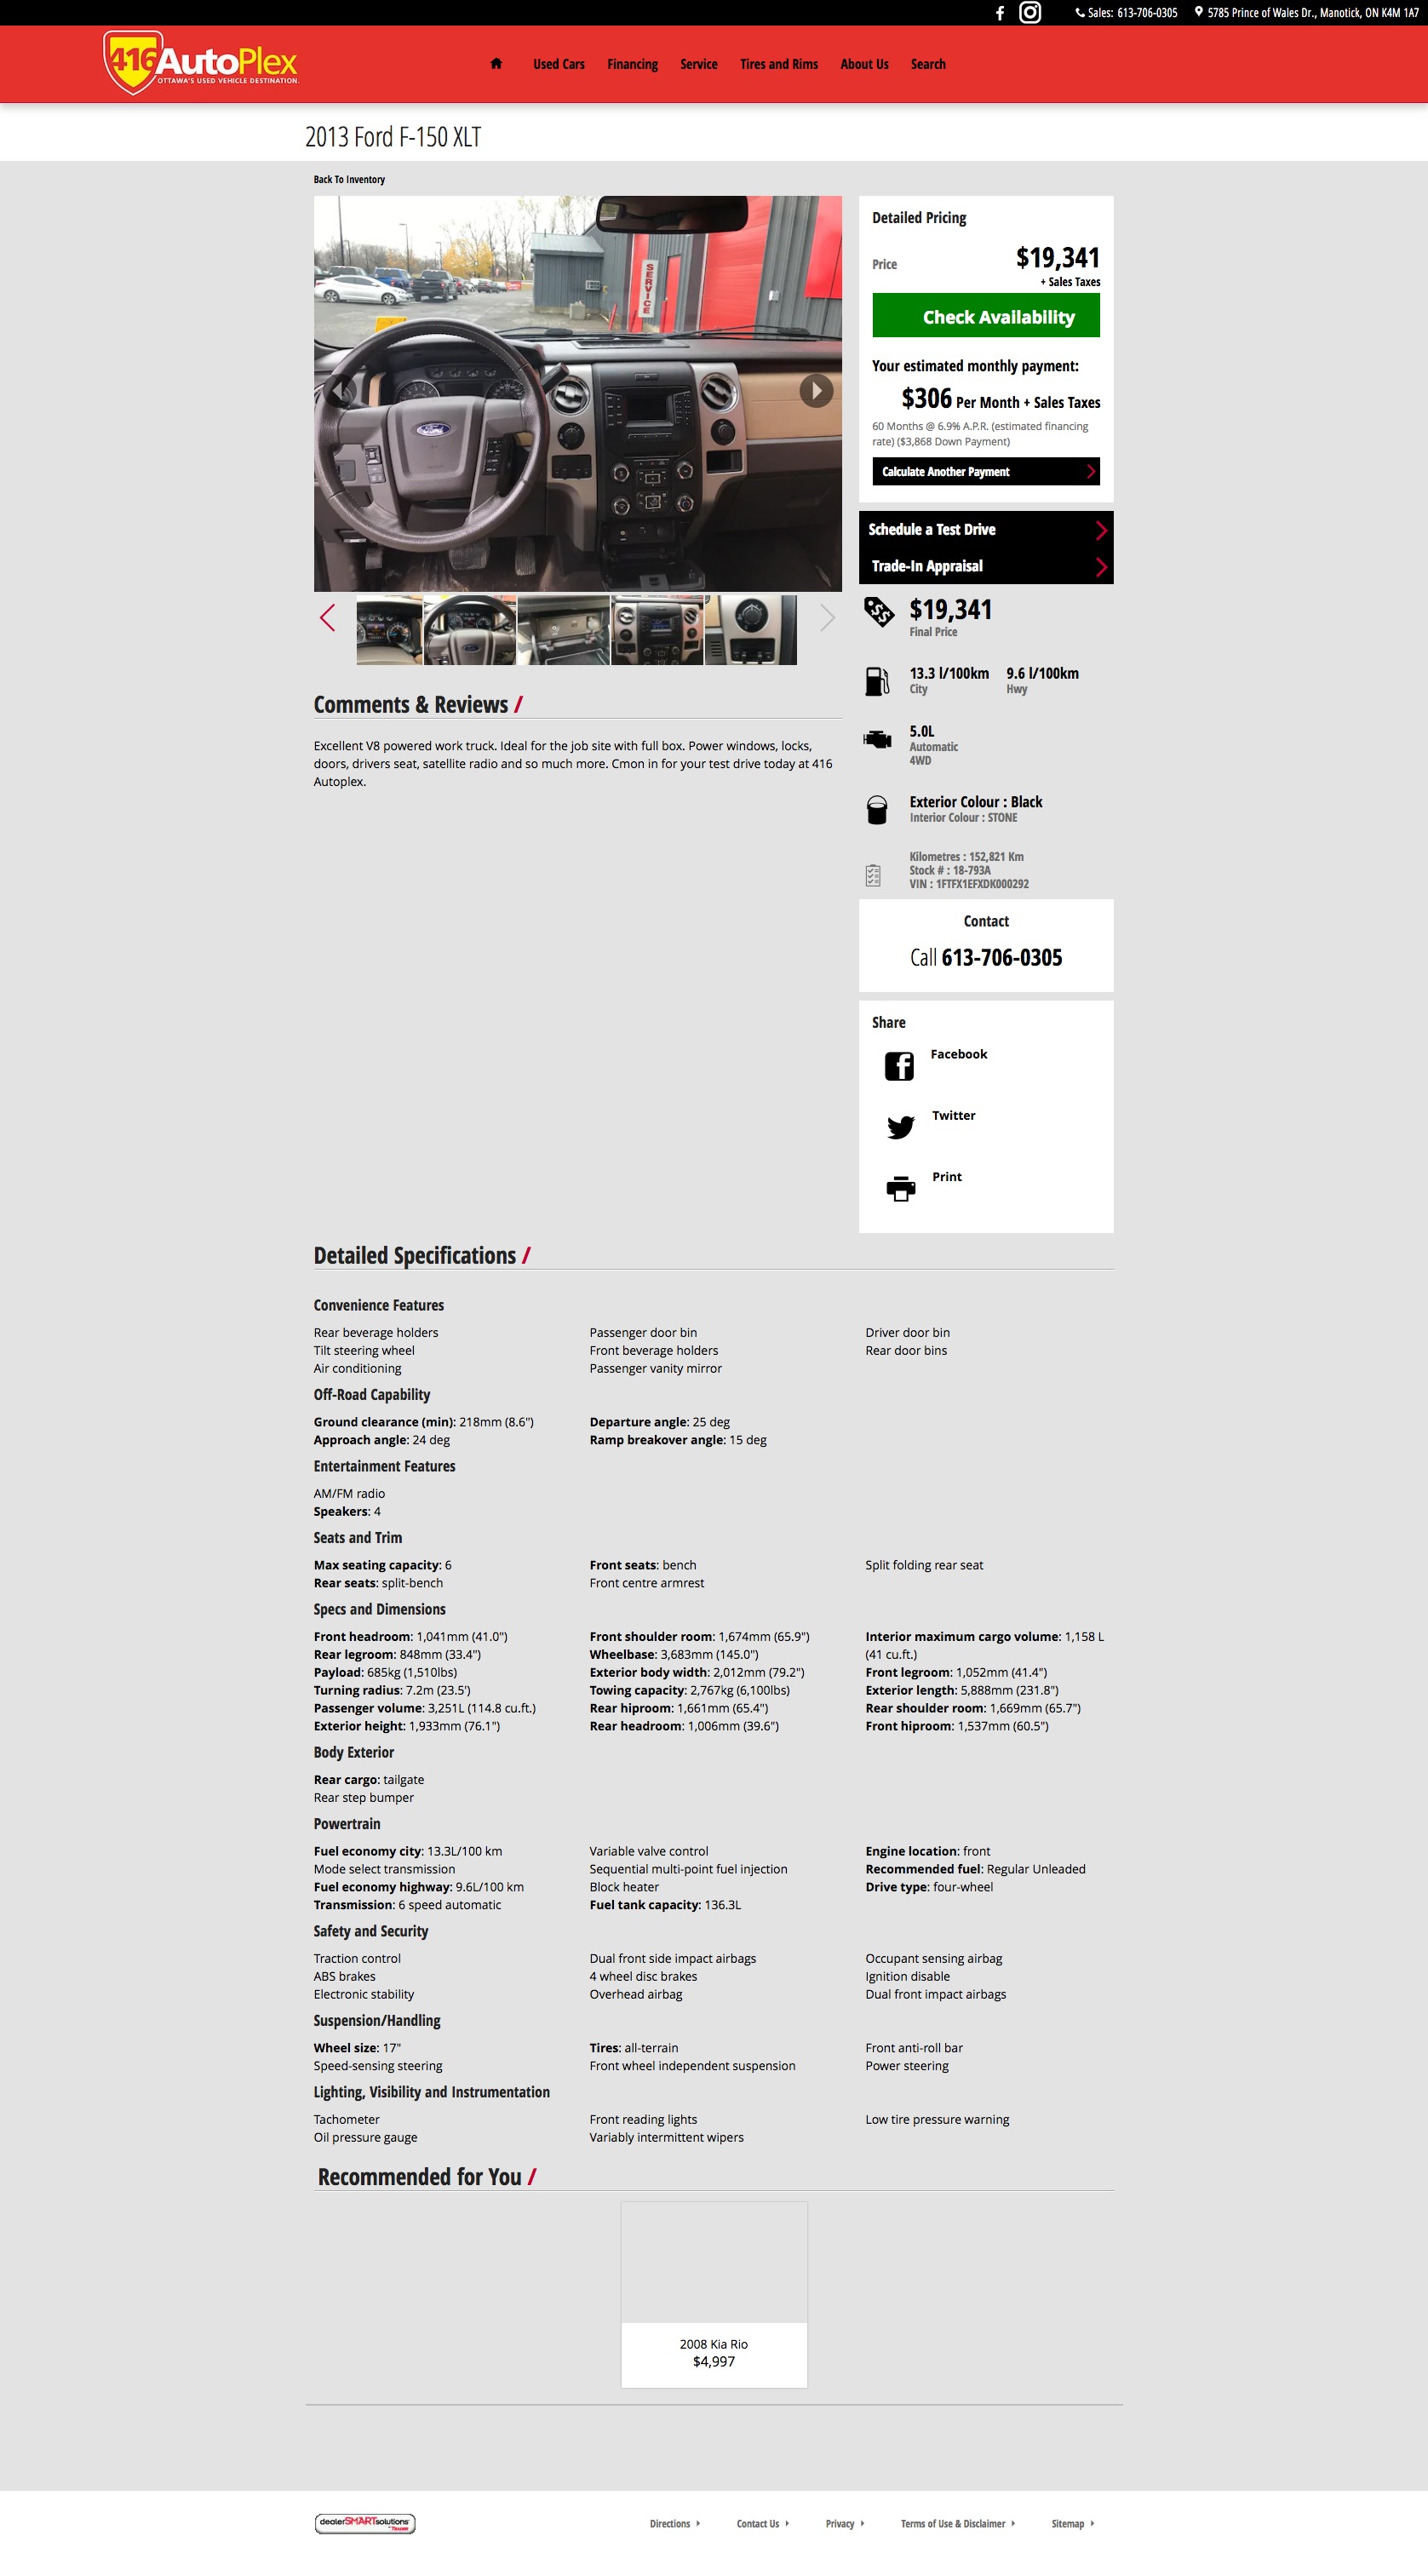 Sales: 613-706-0305 5785 Prince of Wales Dr., Manotick, ON K4M 1A7
416AutoPlex
OTTAWA'S USED VEHICLE DESTINATION.
Used Cars Financing Service Tires and Rims About Us Search
2013 Ford F-150 XLT
Back To Inventory
SERVICE
Ford
Detailed Pricing
Price $19,341
+ Sales Taxes
Check Availability
Your estimated monthly payment:
$306 Per Month + Sales Taxes
60 Months @ 6.9% A.P.R. (estimated financing
rate) ($3,868 Down Payment)
Calculate Another Payment
Schedule a Test Drive
Trade-In Appraisal
$19,341
Final Price
13.3 l/100km 9.6 l/100km
City Hwy
5.0L
Automatic
4WD
Exterior Colour : Black
Interior Colour : STONE
Kilometres : 152,821 Km
Stock # : 18-793A
VIN : 1FTFX1EFXDK000292
Contact
Call 613-706-0305
Share
Facebook
Twitter
Print
Comments & Reviews /
Excellent V8 powered work truck. Ideal for the job site with full box. Power windows, locks,
doors, drivers seat, satellite radio and so much more. Cmon in for your test drive today at 416
Autoplex.
Detailed Specifications /
Convenience Features
Rear beverage holders Passenger door bin Driver door bin
Tilt steering wheel Front beverage holders Rear door bins
Air conditioning Passenger vanity mirror
Off-Road Capability
Ground clearance (min): 218mm (8.6") Departure angle: 25 deg
Approach angle: 24 deg Ramp breakover angle: 15 deg
Entertainment Features
AM/FM radio
Speakers: 4
Seats and Trim
Max seating capacity: 6 Front seats: bench Split folding rear seat
Rear seats: split-bench Front centre armrest
Specs and Dimensions
Front headroom: 1,041mm (41.0") Front shoulder room: 1,674mm (65.9") Interior maximum cargo volume: 1,158 L
Rear legroom: 848mm (33.4") Wheelbase: 3,683mm (145.0") (41 cu.ft.)
Payload: 685kg (1,510lbs) Exterior body width: 2,012mm (79.2") Front legroom: 1,052mm (41.4")
Turning radius: 7.2m (23.5') Towing capacity: 2,767kg (6,100lbs) Exterior length: 5,888mm (231.8")
Passenger volume: 3,251L (114.8 cu.ft.) Rear hiproom: 1,661mm (65.4") Rear shoulder room: 1,669mm (65.7")
Exterior height: 1,933mm (76.1") Rear headroom: 1,006mm (39.6") Front hiproom: 1,537mm (60.5")
Body Exterior
Rear cargo: tailgate
Rear step bumper
Powertrain
Fuel economy city: 13.3L/100 km Variable valve control Engine location: front
Mode select transmission Sequential multi-point fuel injection Recommended fuel: Regular Unleaded
Fuel economy highway: 9.6L/100 km Block heater Drive type: four-wheel
Transmission: 6 speed automatic Fuel tank capacity: 136.3L
Safety and Security
Traction control Dual front side impact airbags Occupant sensing airbag
ABS brakes 4 wheel disc brakes Ignition disable
Electronic stability Overhead airbag Dual front impact airbags
Suspension/Handling
Wheel size: 17" Tires: all-terrain Front anti-roll bar
Speed-sensing steering Front wheel independent suspension Power steering
Lighting, Visibility and Instrumentation
Tachometer Front reading lights Low tire pressure warning
Oil pressure gauge Variably intermittent wipers
Recommended for You /
2008 Kia Rio
$4,997
dealerSMARTsolutions
Directions Contact Us Privacy Terms of Use & Disclaimer Sitemap